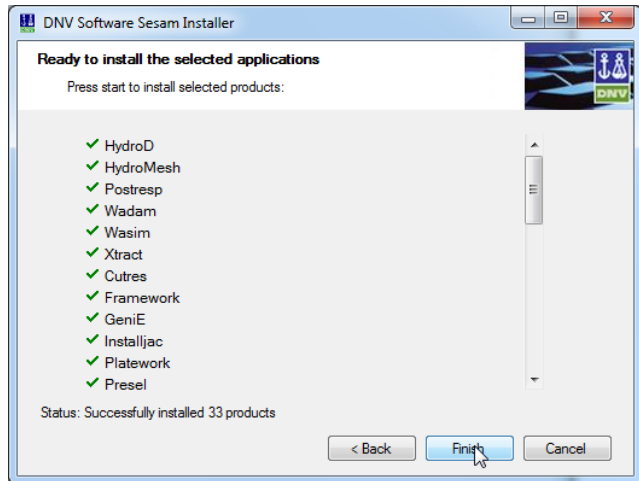 DNV Software Sesam Installer
Ready to install the selected applications
Press start to install selected products:
DNV
HydroD
HydroMesh
Postresp
Wadam
Wasim
Xtract
Cutres
Framework
GeniE
Installjac
Platework
Presel
Status: Successfully installed 33 products
< Back Finish Cancel